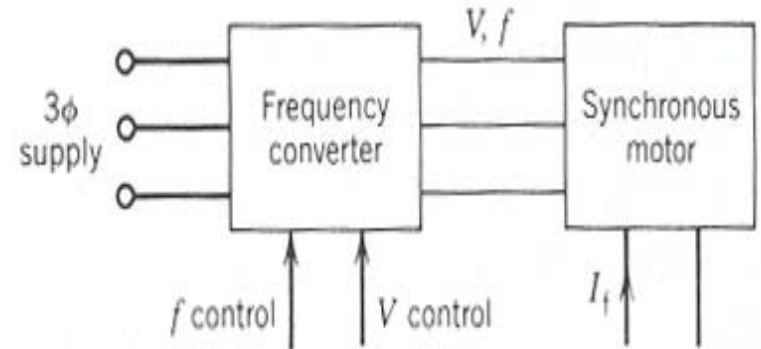 V, f
3ϕ
supply
Frequency
converter
Synchronous
motor
f control
V control
I_f